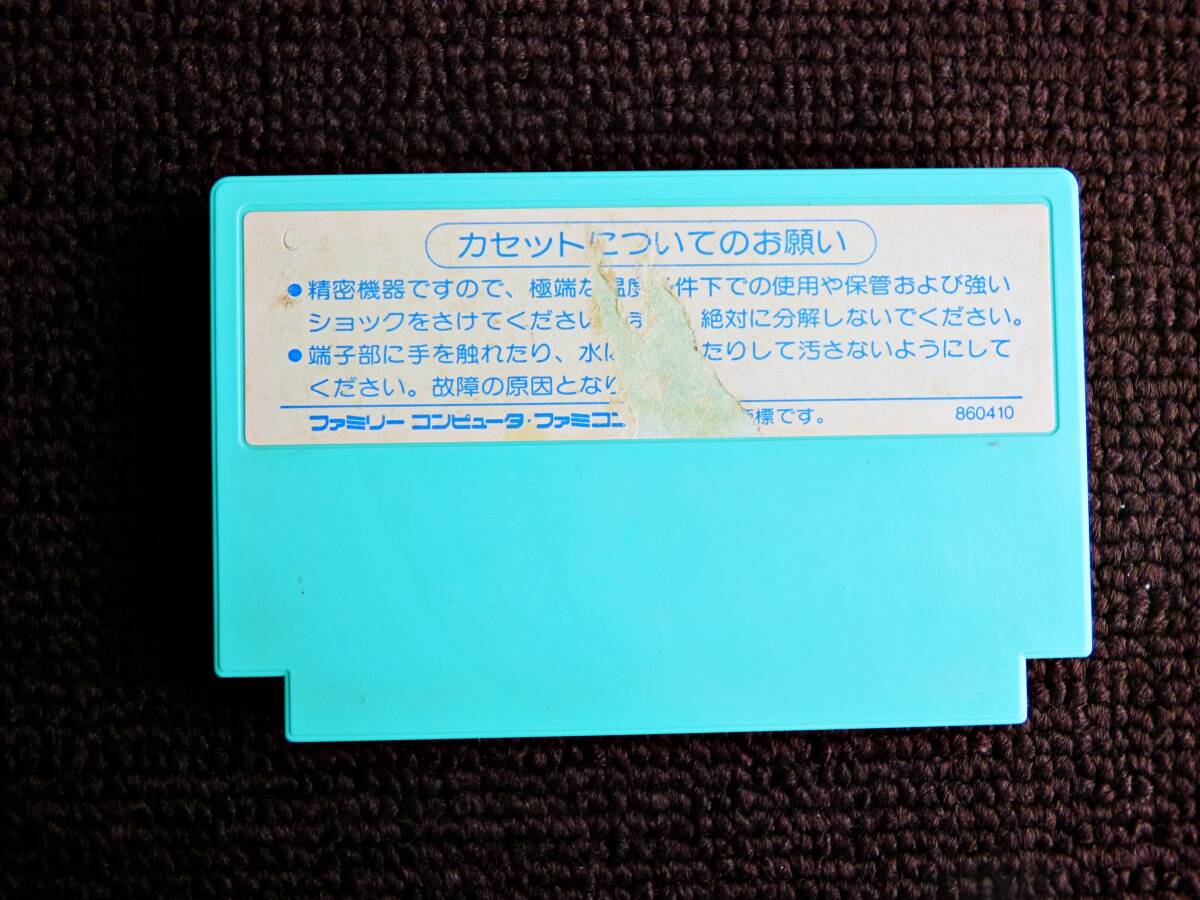 カセットについてのお願い
●精密機器ですので、極端な温度 件下での使用や保管および強い
ショックをさけてください 絶対に分解しないでください。
●端子部に手を触れたり、水に たりして汚さないようにして
ください。故障の原因となり
ファミリーコンピュータ・ファミコン 標です。 860410